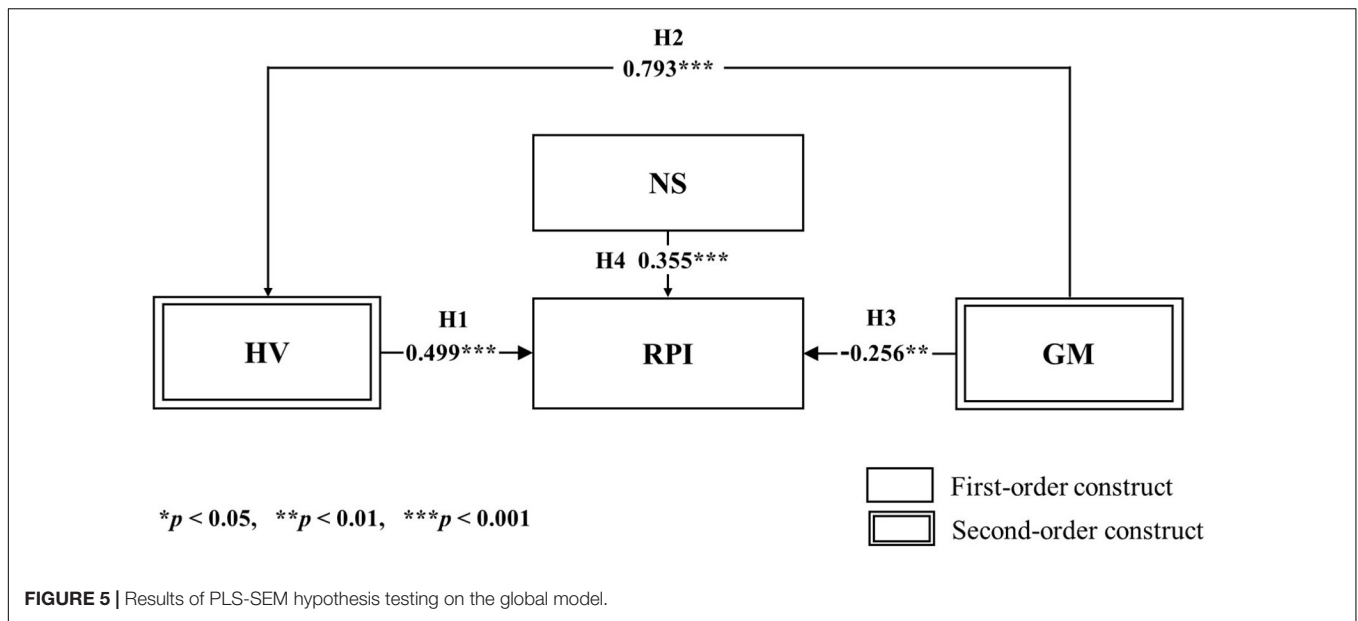 H2
0.793***
NS
H4 0.355***
HV
H1
0.499***
RPI
H3
-0.256**
GM
First-order construct
Second-order construct
*p < 0.05, **p < 0.01, ***p < 0.001
FIGURE 5 | Results of PLS-SEM hypothesis testing on the global model.